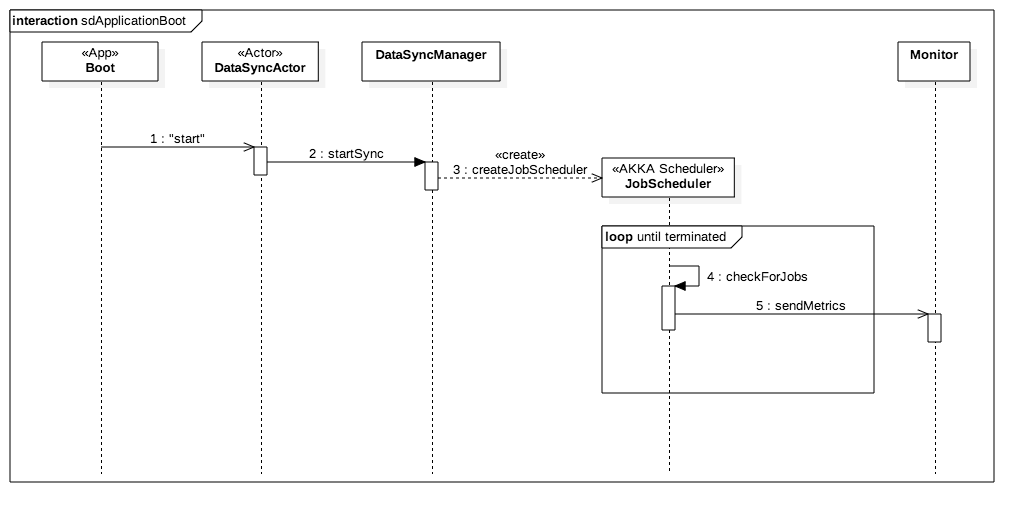 interaction sdApplicationBoot
«App»
Boot
«Actor»
DataSyncActor
DataSyncManager
Monitor
1 : "start"
2 : startSync
«create»
3 : createJobScheduler
«AKKA Scheduler»
JobScheduler
loop until terminated
4 : checkForJobs
5 : sendMetrics